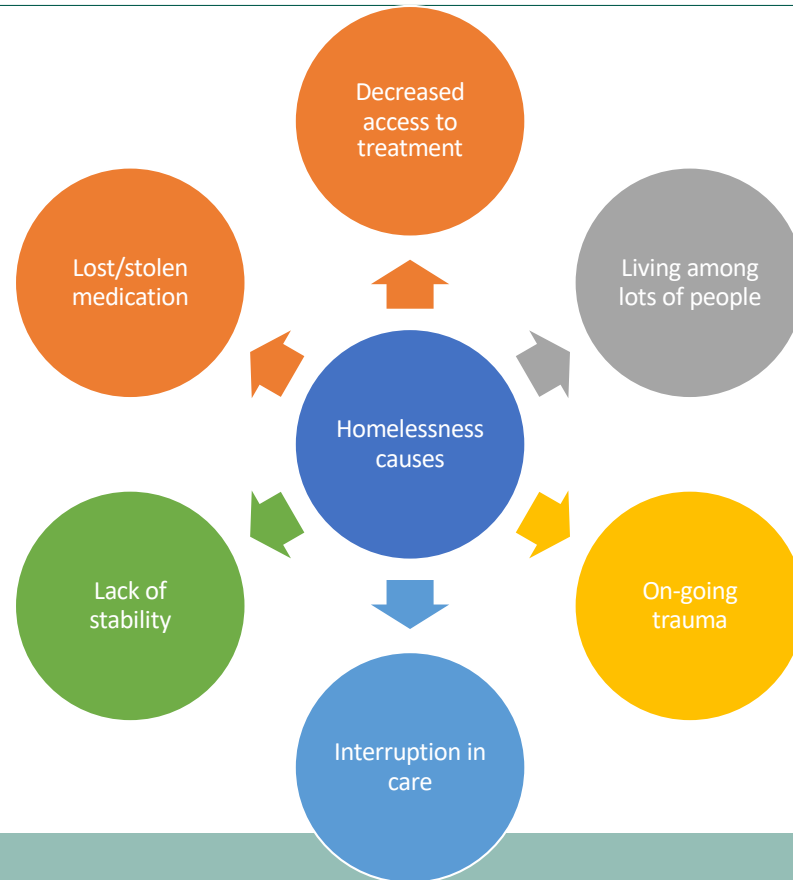 Decreased
access to
treatment
Lost/stolen
medication
Living among
lots of people
Homelessness
causes
Lack of
stability
On-going
trauma
Interruption in
care